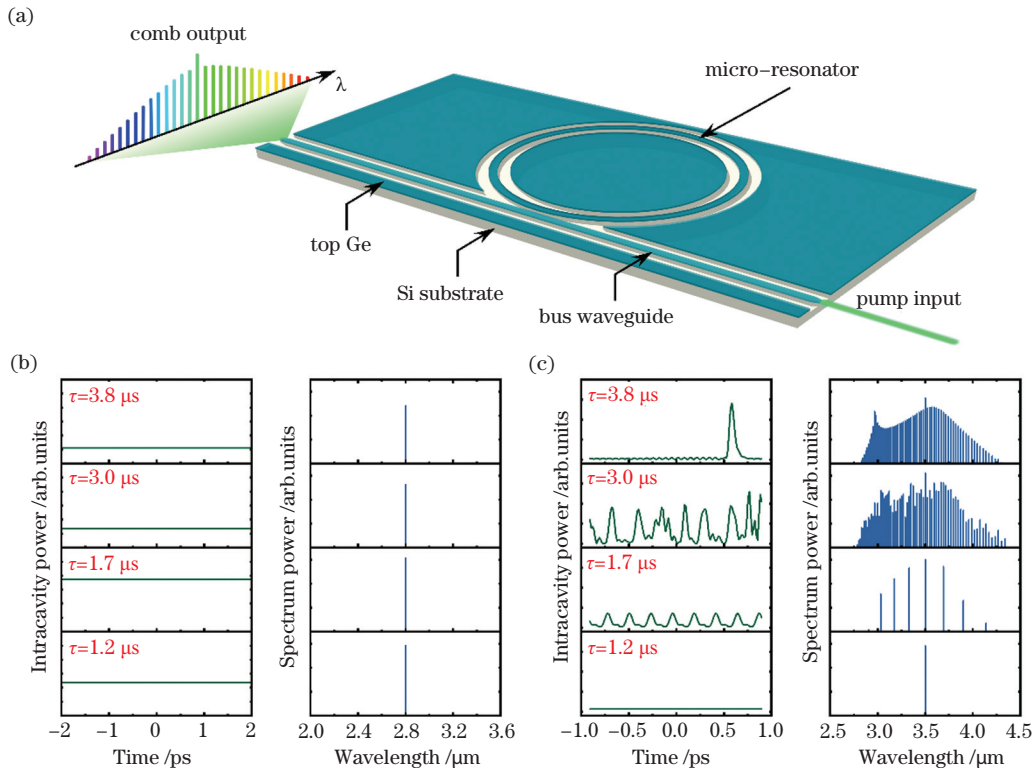 (a)
comb output
λ
micro-resonator
top Ge
Si substrate
bus waveguide
pump input
(b)
Intracavity power /arb.units
τ=3.8 μs
τ=3.0 μs
τ=1.7 μs
τ=1.2 μs
−2 −1 0 1 2
Time /ps
Spectrum power /arb.units
2.0 2.4 2.8 3.2 3.6
Wavelength /μm
(c)
Intracavity power /arb.units
τ=3.8 μs
τ=3.0 μs
τ=1.7 μs
τ=1.2 μs
−1.0 −0.5 0.0 0.5 1.0
Time /ps
Spectrum power /arb.units
2.5 3.0 3.5 4.0 4.5
Wavelength /μm